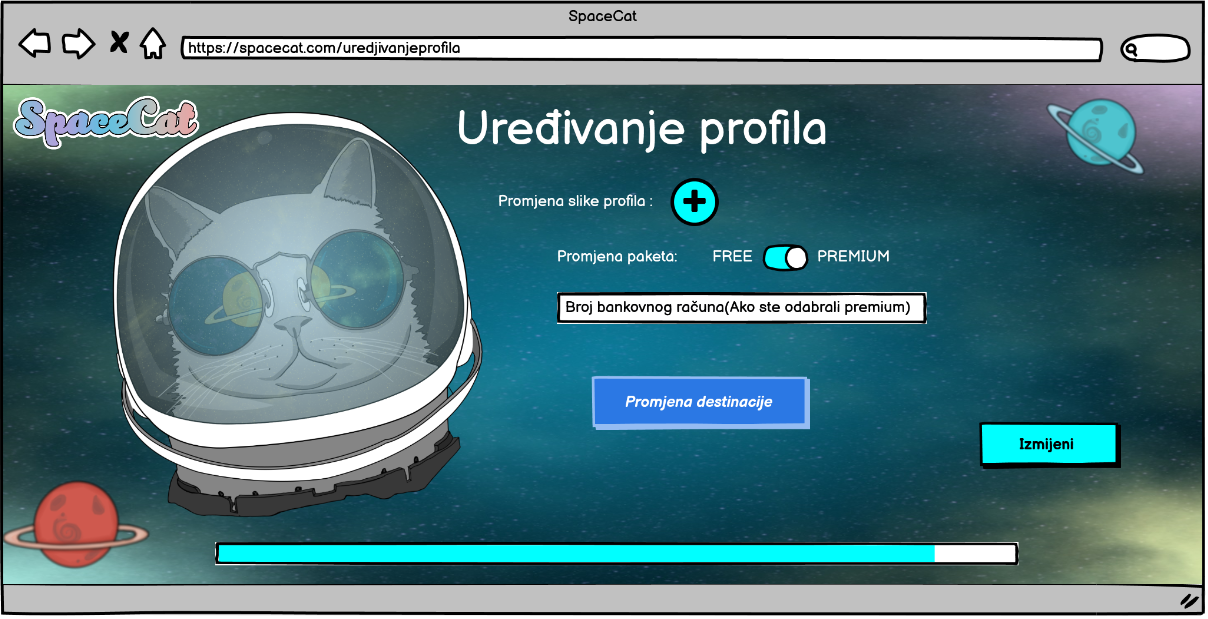 SpaceCat
https://spacecat.com/uredjivanjeprofila
SpaceCat
Uređivanje profila
Promjena slike profila :
Promjena paketa: FREE PREMIUM
Broj bankovnog računa(Ako ste odabrali premium)
Promjena destinacije
Izmijeni